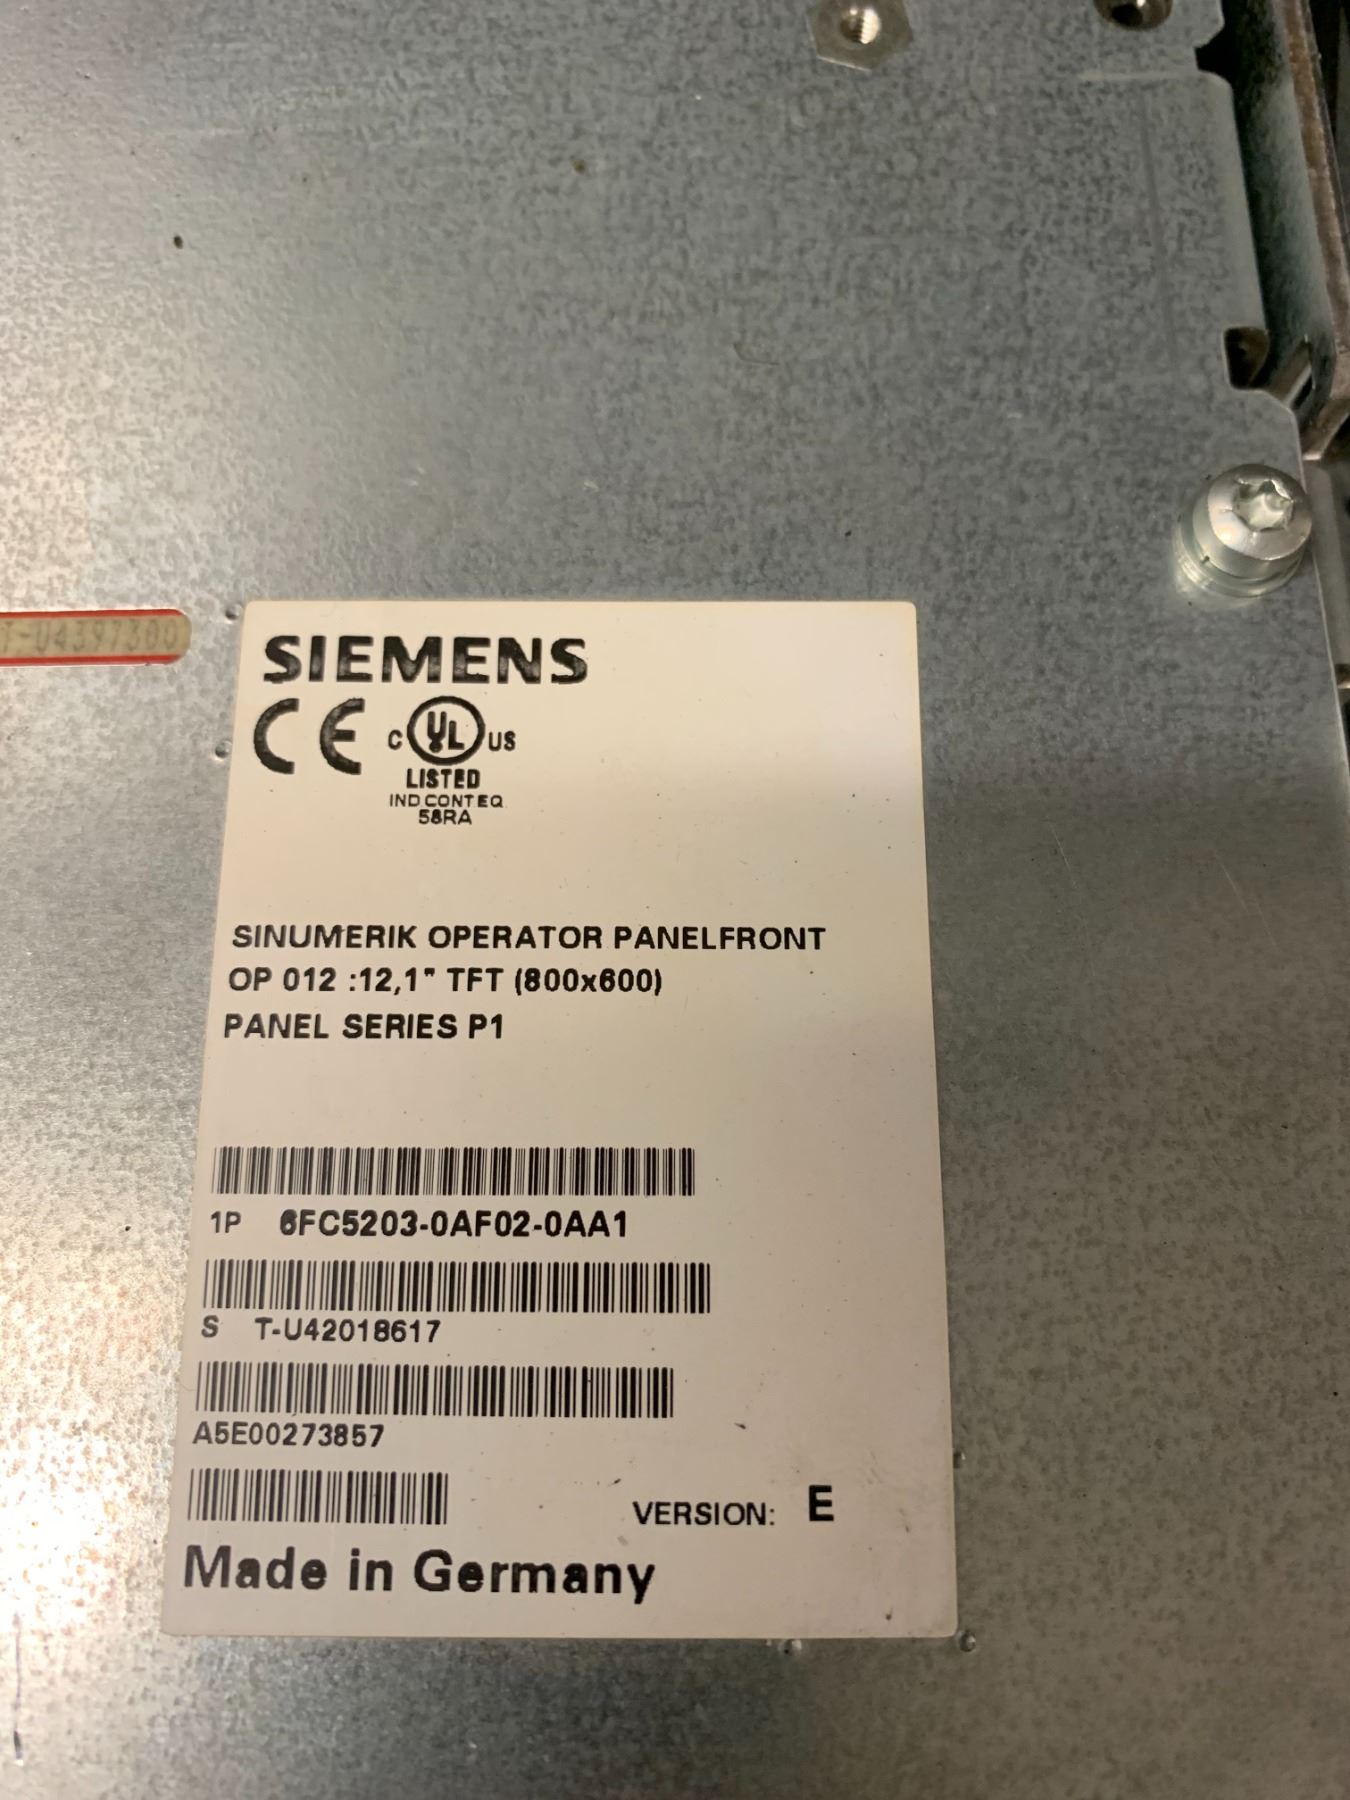 T-U4397300
SIEMENS
CE C UL US
LISTED
IND CONT EQ
58RA
SINUMERIK OPERATOR PANELFRONT
OP 012 :12,1" TFT (800x600)
PANEL SERIES P1
1P 6FC5203-0AF02-0AA1
S T-U42018617
A5E00273857
VERSION: E
Made in Germany